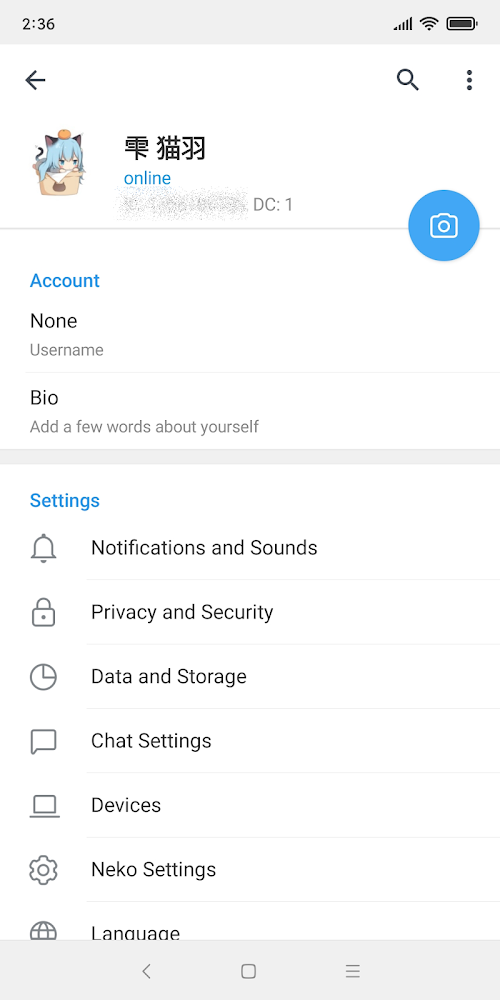 2:36
雫 猫羽
online
DC: 1
Account
None
Username
Bio
Add a few words about yourself
Settings
Notifications and Sounds
Privacy and Security
Data and Storage
Chat Settings
Devices
Neko Settings
Language